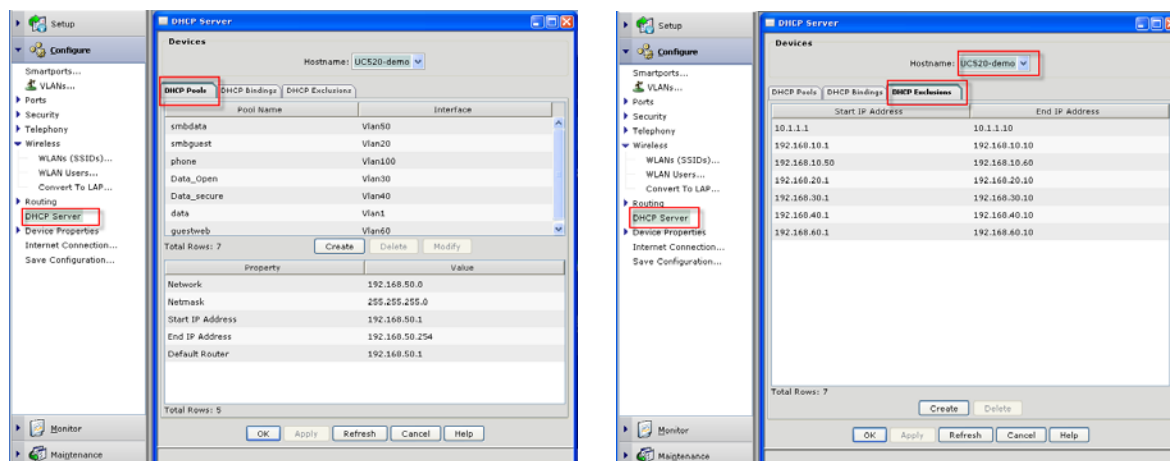 Setup
Configure
Smartports...
VLANs...
Ports
Security
Telephony
Wireless
WLANs (SSIDs)...
WLAN Users...
Convert To LAP...
Routing
DHCP Server
Device Properties
Internet Connection...
Save Configuration...
Monitor
Maintenance
DHCP Server
Devices
Hostname: UC520-demo
DHCP Pools DHCP Bindings DHCP Exclusions
Pool Name Interface
smbdata Vlan50
smbguest Vlan20
phone Vlan100
Data_Open Vlan30
Data_secure Vlan40
data Vlan1
guestweb Vlan60
Total Rows: 7 Create Delete Modify
Property Value
Network 192.168.50.0
Netmask 255.255.255.0
Start IP Address 192.168.50.1
End IP Address 192.168.50.254
Default Router 192.168.50.1
Total Rows: 5
OK Apply Refresh Cancel Help
Setup
Configure
Smartports...
VLANs...
Ports
Security
Telephony
Wireless
WLANs (SSIDs)...
WLAN Users...
Convert To LAP...
Routing
DHCP Server
Device Properties
Internet Connection...
Save Configuration...
Monitor
Maintenance
DHCP Server
Devices
Hostname: UC520-demo
DHCP Pools DHCP Bindings DHCP Exclusions
Start IP Address End IP Address
10.1.1.1 10.1.1.10
192.168.10.1 192.168.10.10
192.168.10.50 192.168.10.60
192.168.20.1 192.168.20.10
192.168.30.1 192.168.30.10
192.168.40.1 192.168.40.10
192.168.60.1 192.168.60.10
Total Rows: 7
Create Delete
OK Apply Refresh Cancel Help